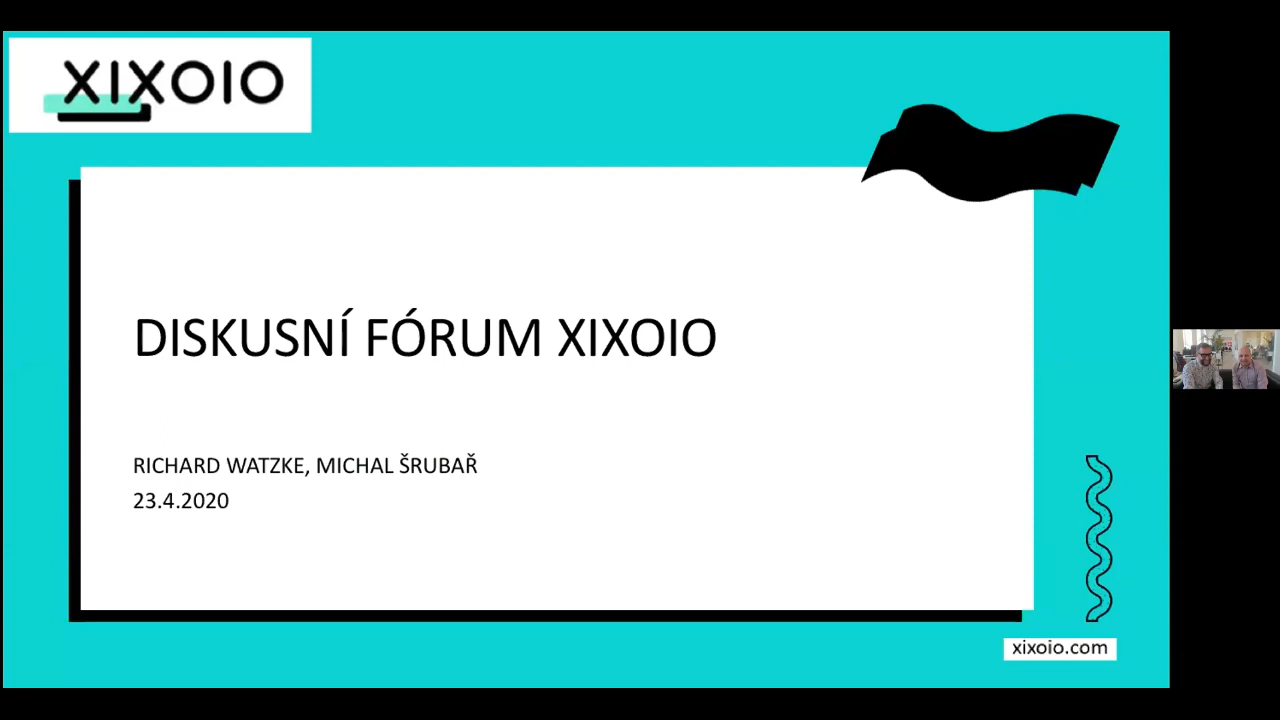 XIXOIO
DISKUSNÍ FÓRUM XIXOIO
RICHARD WATZKE, MICHAL ŠRUBAŘ
23.4.2020
xixoio.com